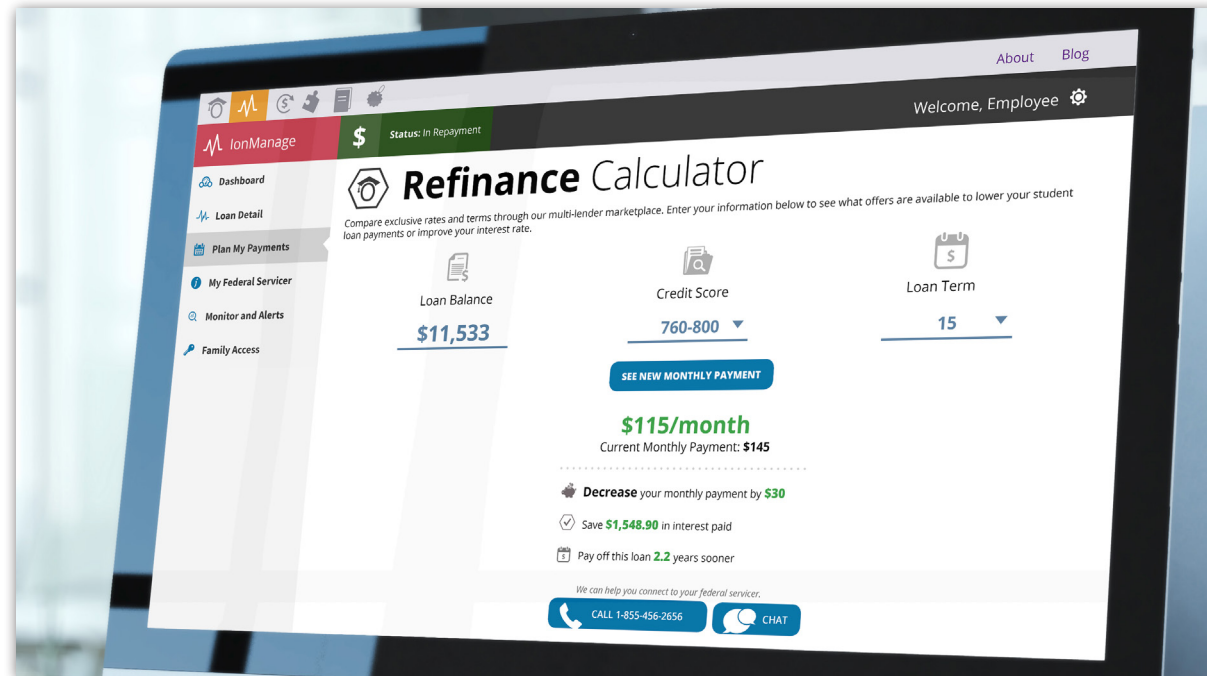 About Blog
Welcome, Employee
IonManage
$ Status: In Repayment
Dashboard
Loan Detail
Plan My Payments
My Federal Servicer
Monitor and Alerts
Family Access
Refinance Calculator
Compare exclusive rates and terms through our multi-lender marketplace. Enter your information below to see what offers are available to lower your student
loan payments or improve your interest rate.
Loan Balance
$11,533
Credit Score
760-800
Loan Term
15
SEE NEW MONTHLY PAYMENT
$115/month
Current Monthly Payment: $145
Decrease your monthly payment by $30
Save $1,548.90 in interest paid
Pay off this loan 2.2 years sooner
We can help you connect to your federal servicer.
CALL 1-855-456-2656
CHAT